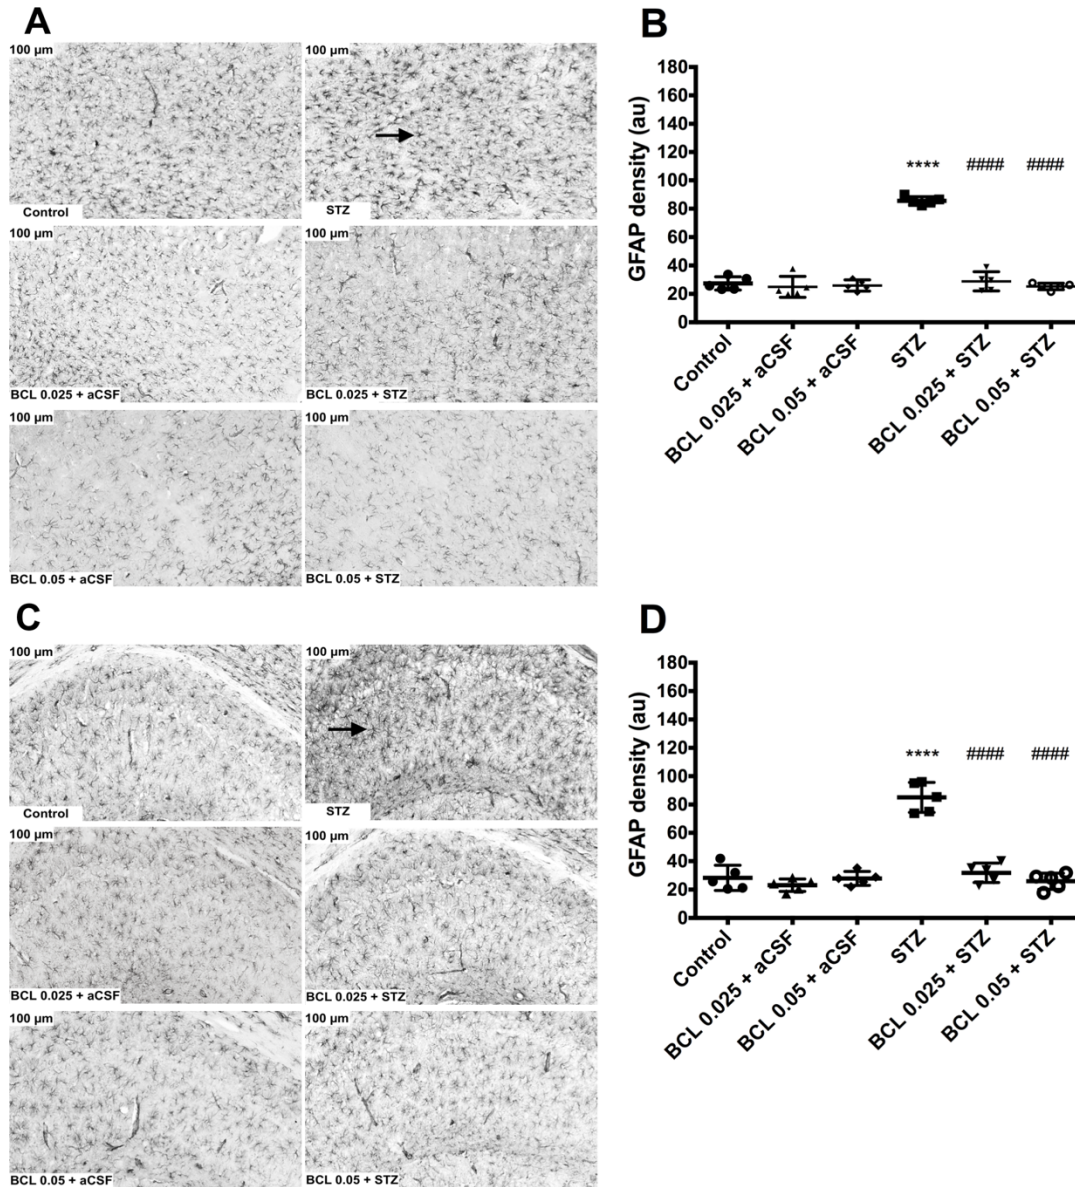 A
100 µm
100 µm
Control
STZ
100 µm
100 µm
BCL 0.025 + aCSF
BCL 0.025 + STZ
100 µm
100 µm
BCL 0.05 + aCSF
BCL 0.05 + STZ
B
GFAP density (au)
180
160
140
120
100
80
60
40
20
0
****
####
####
Control
BCL 0.025 + aCSF
BCL 0.05 + aCSF
STZ
BCL 0.025 + STZ
BCL 0.05 + STZ
C
100 µm
100 µm
Control
STZ
100 µm
100 µm
BCL 0.025 + aCSF
BCL 0.025 + STZ
100 µm
100 µm
BCL 0.05 + aCSF
BCL 0.05 + STZ
D
GFAP density (au)
180
160
140
120
100
80
60
40
20
0
****
####
####
Control
BCL 0.025 + aCSF
BCL 0.05 + aCSF
STZ
BCL 0.025 + STZ
BCL 0.05 + STZ